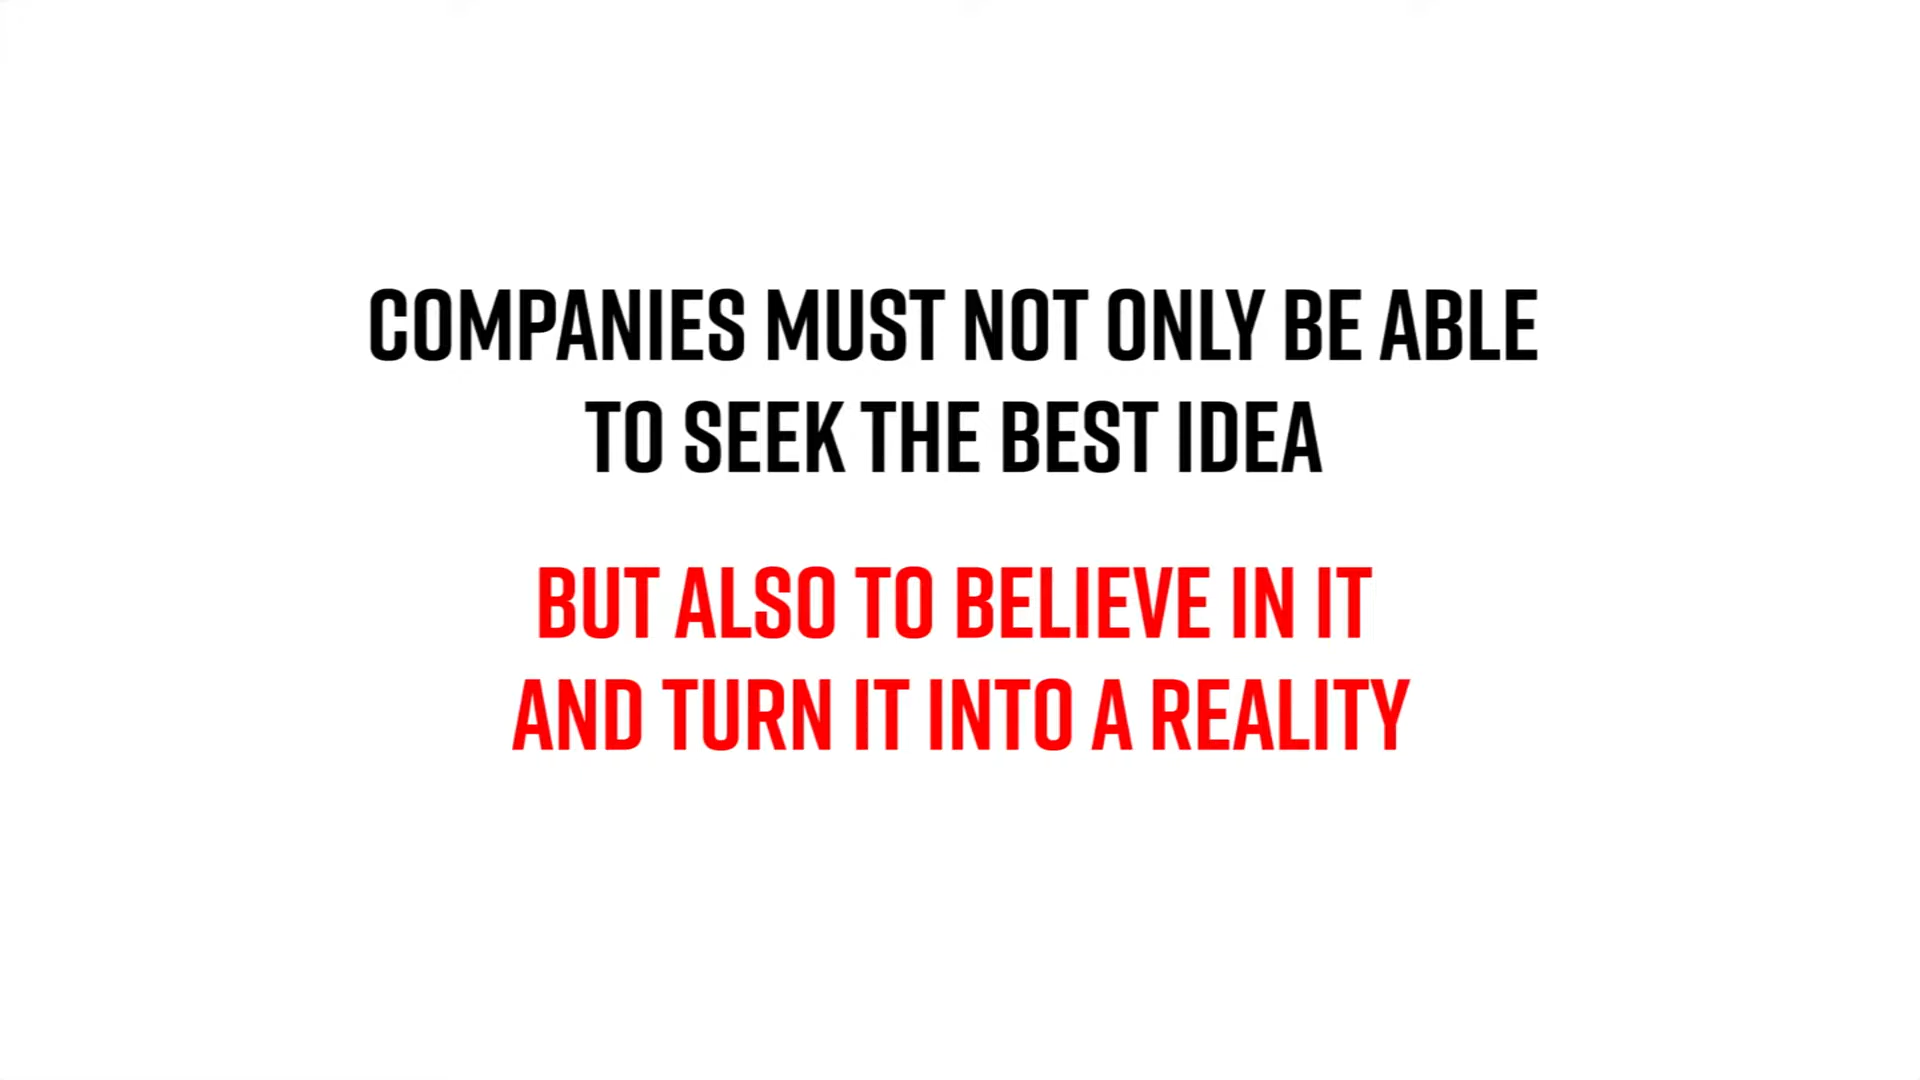 COMPANIES MUST NOT ONLY BE ABLE
TO SEEK THE BEST IDEA
BUT ALSO TO BELIEVE IN IT
AND TURN IT INTO A REALITY